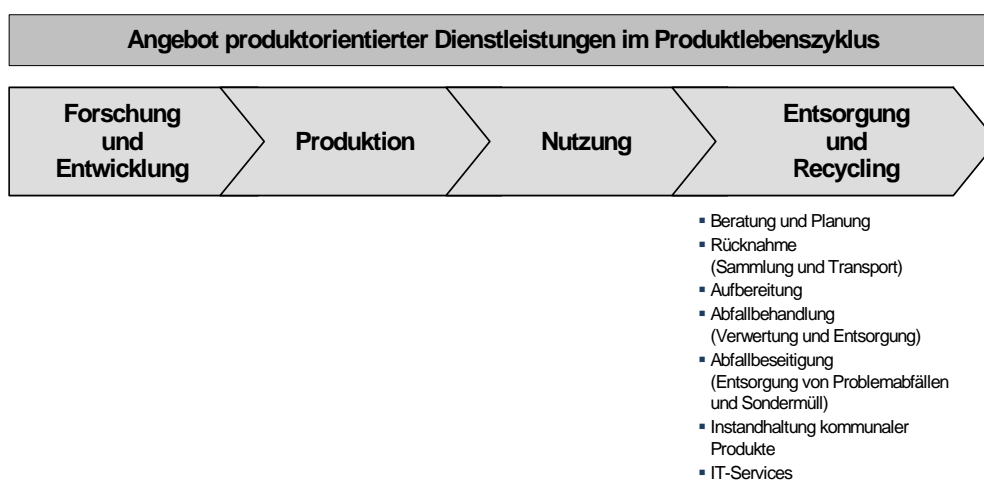 Angebot produktorientierter Dienstleistungen im Produktlebenszyklus
Forschung
und
Entwicklung
Produktion
Nutzung
Entsorgung
und
Recycling
▪ Beratung und Planung
▪ Rücknahme
(Sammlung und Transport)
▪ Aufbereitung
▪ Abfallbehandlung
(Verwertung und Entsorgung)
▪ Abfallbeseitigung
(Entsorgung von Problemabfällen
und Sondermüll)
▪ Instandhaltung kommunaler
Produkte
▪ IT-Services